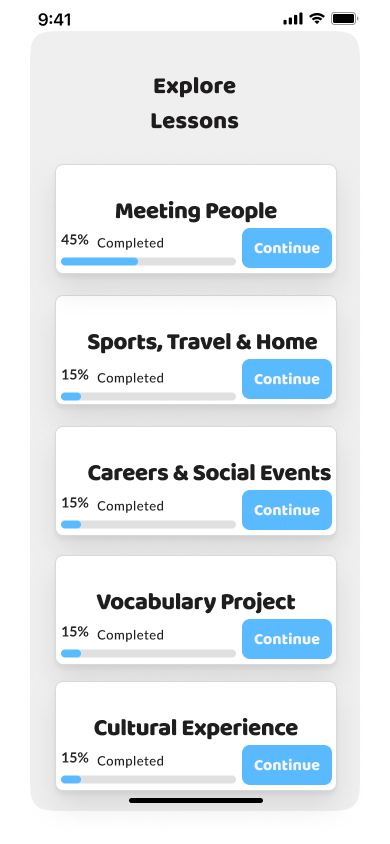 9:41
Explore
Lessons
Meeting People
45% Completed
Continue
Sports, Travel & Home
15% Completed
Continue
Careers & Social Events
15% Completed
Continue
Vocabulary Project
15% Completed
Continue
Cultural Experience
15% Completed
Continue